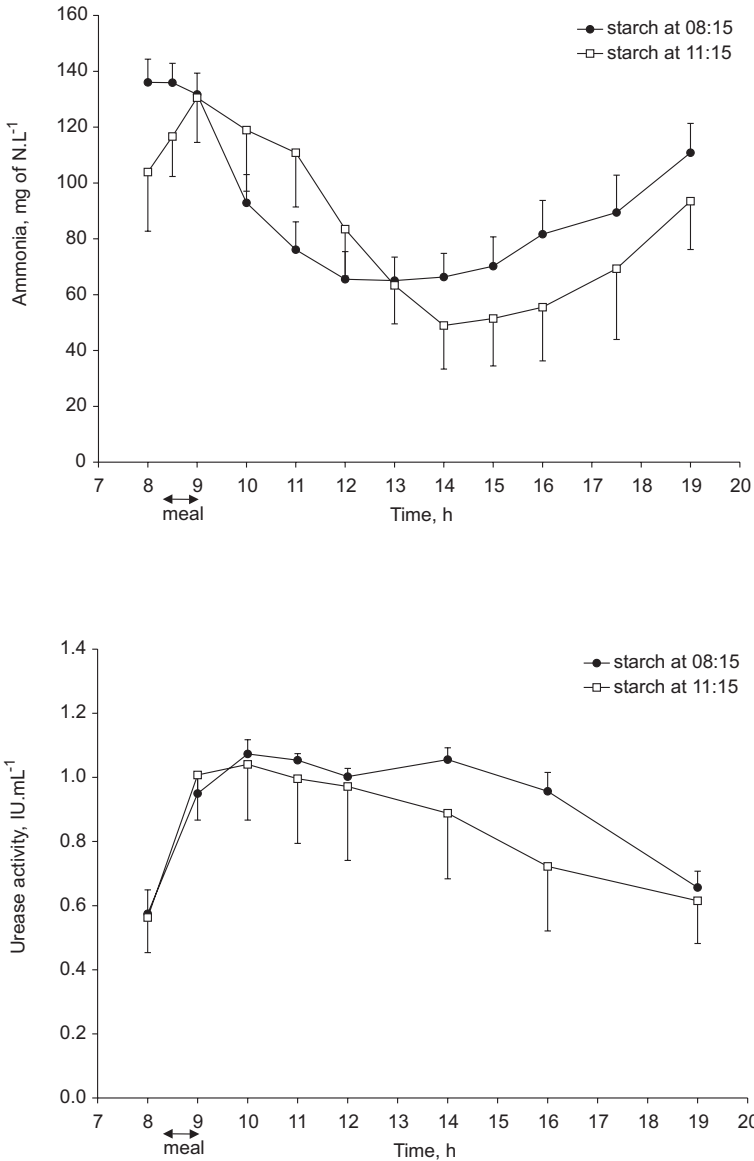 160
140
120
100
80
60
40
20
0
Ammonia, mg of N.L-1
starch at 08:15
starch at 11:15
7 8 9 10 11 12 13 14 15 16 17 18 19 20
meal
Time, h
1.4
1.2
1.0
0.8
0.6
0.4
0.2
0.0
Urease activity, IU.mL-1
starch at 08:15
starch at 11:15
7 8 9 10 11 12 13 14 15 16 17 18 19 20
meal
Time, h